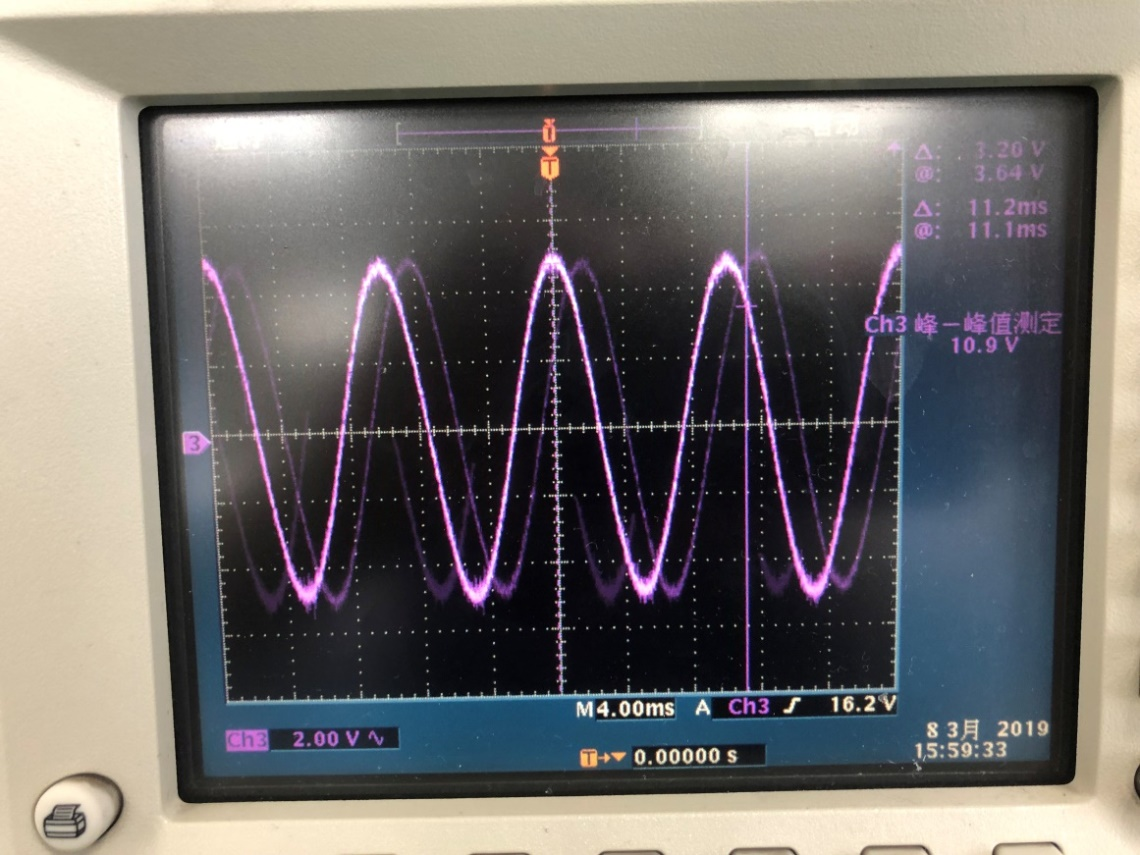 T
Δ: 3.20 V
@: 3.64 V
Δ: 11.2ms
@: 11.1ms
Ch3 峰－峰值测定
10.9 V
3
M 4.00ms A Ch3 16.2 V
Ch3 2.00 V
8 3月 2019
T 0.00000 s
15:59:33